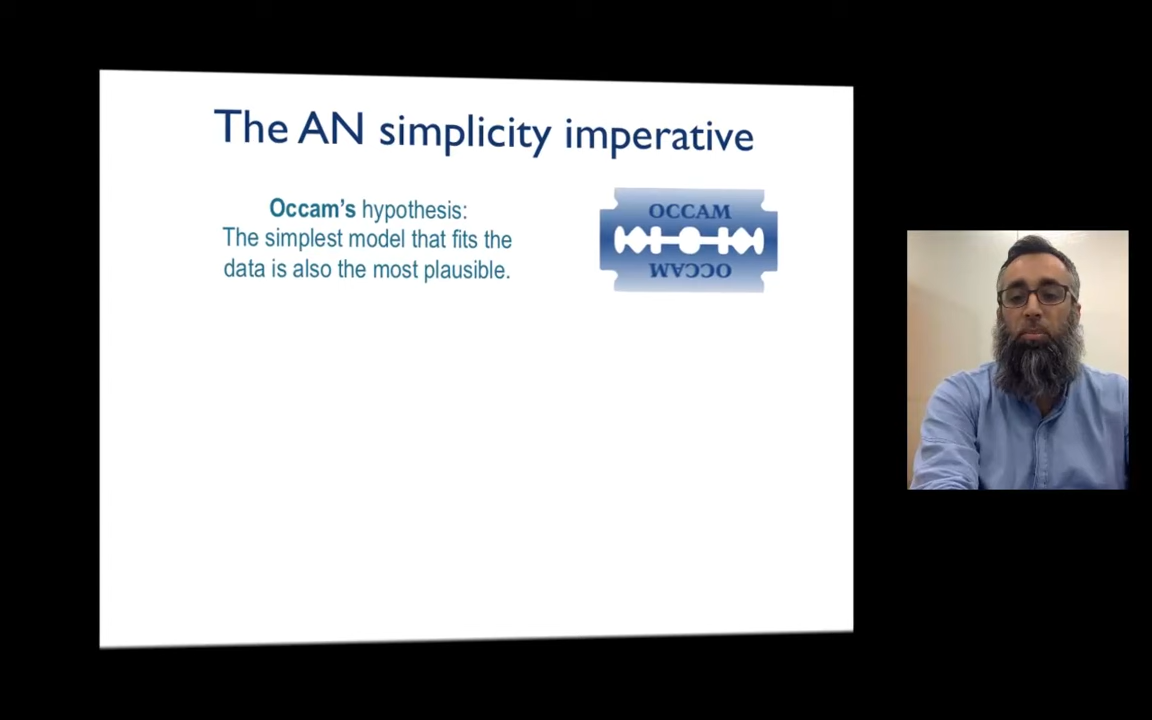 The AN simplicity imperative
Occam's hypothesis:
The simplest model that fits the
data is also the most plausible.
OCCAM
OCCAM